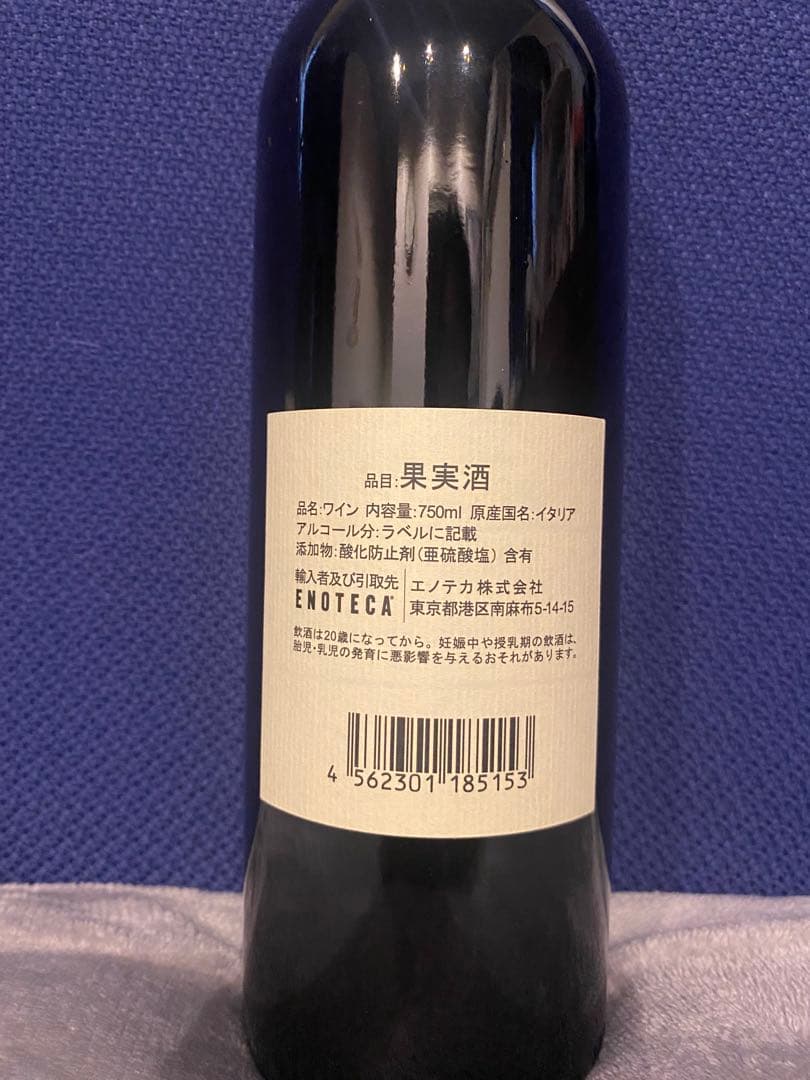 品目:果実酒
品名:ワイン 内容量:750ml 原産国名:イタリア
アルコール分:ラベルに記載
添加物:酸化防止剤(亜硫酸塩) 含有
輸入者及び引取先
ENOTECA®
エノテカ株式会社
東京都港区南麻布5-14-15
飲酒は20歳になってから。妊娠中や授乳期の飲酒は、
胎児・乳児の発育に悪影響を与えるおそれがあります。
4 562301 185153